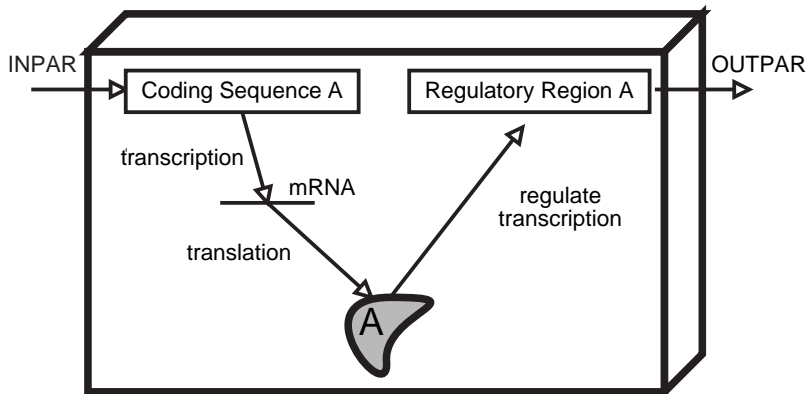 INPAR
OUTPAR
Coding Sequence A
Regulatory Region A
transcription
mRNA
regulate
transcription
translation
A